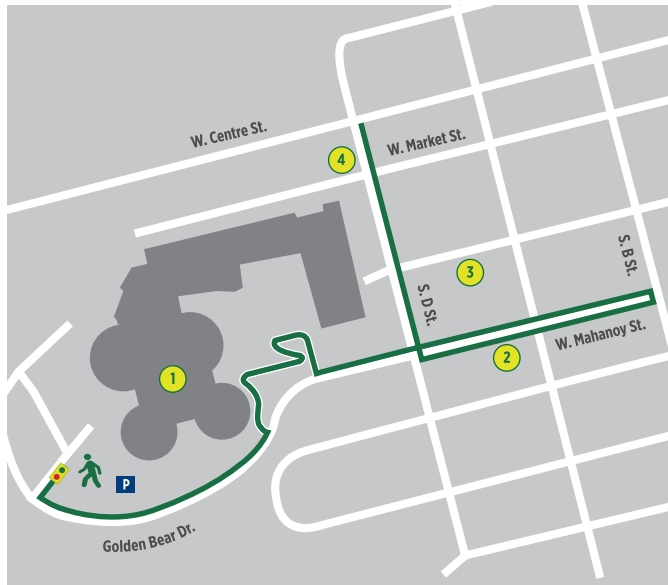 W. Centre St.
W. Market St.
4
S. B St.
3
S. D St.
W. Mahanoy St.
2
1
P
Golden Bear Dr.